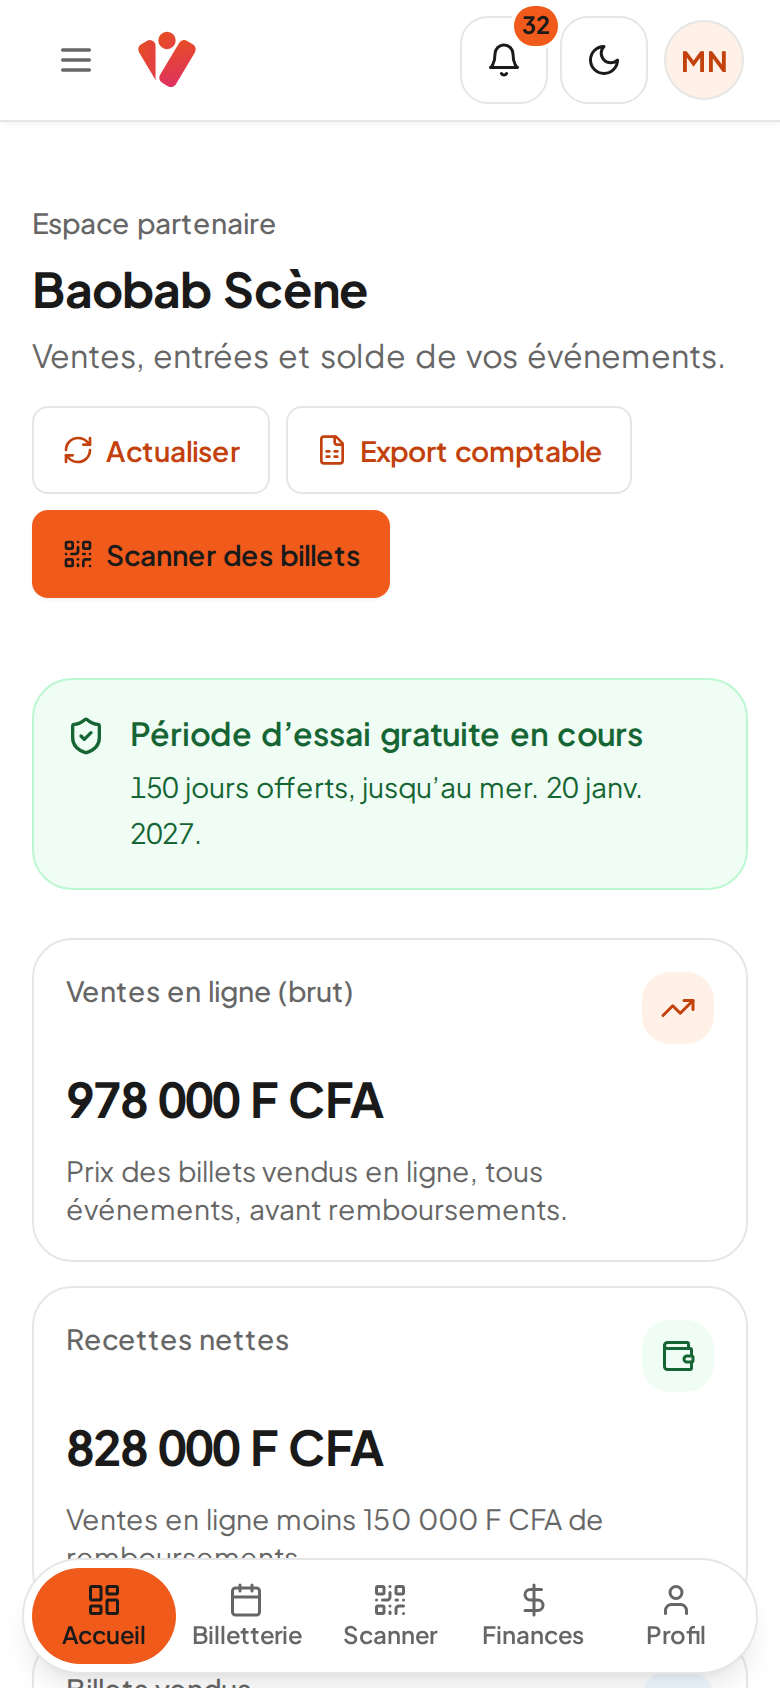 32
MN
Espace partenaire
Baobab Scène
Ventes, entrées et solde de vos événements.
Actualiser
Export comptable
Scanner des billets
Période d’essai gratuite en cours
150 jours offerts, jusqu’au mer. 20 janv.
2027.
Ventes en ligne (brut)
978 000 F CFA
Prix des billets vendus en ligne, tous
événements, avant remboursements.
Recettes nettes
828 000 F CFA
Ventes en ligne moins 150 000 F CFA de
remboursements.
Accueil
Billetterie
Scanner
Finances
Profil
Billets vendus